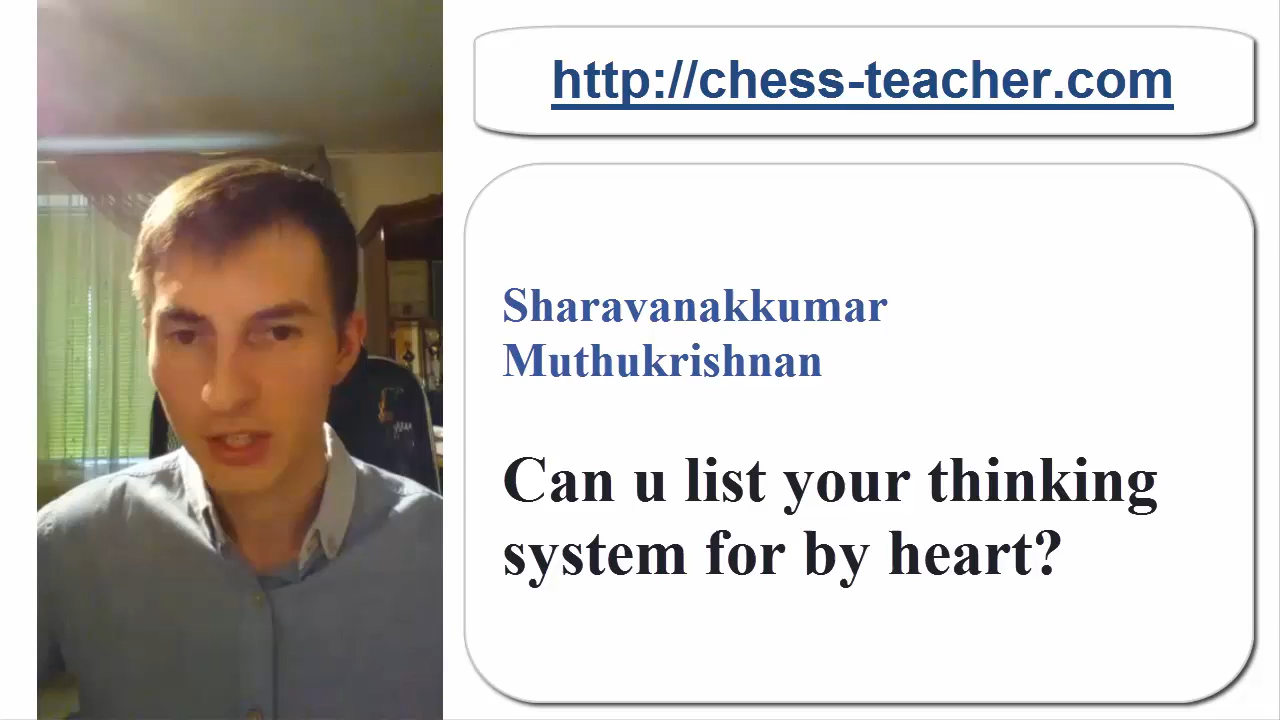 http://chess-teacher.com
Sharavanakkumar
Muthukrishnan
Can u list your thinking
system for by heart?